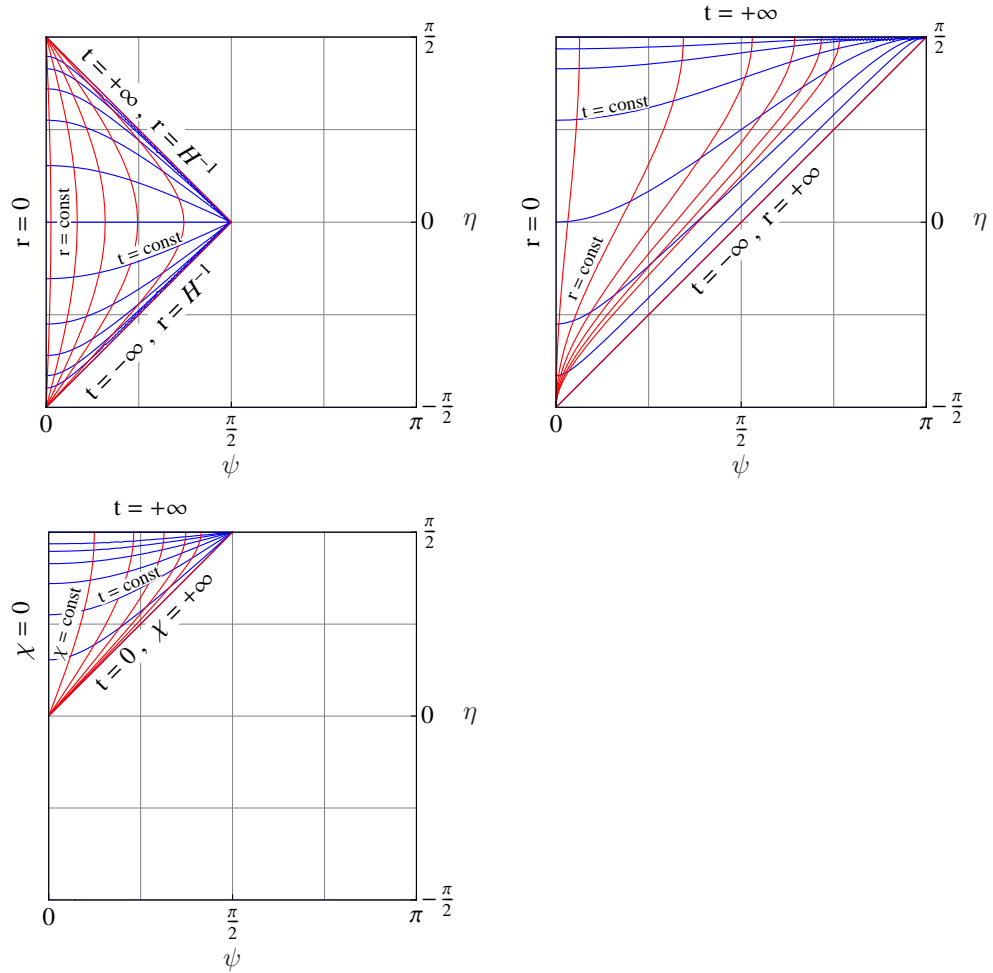 π/2
t = +∞ , r = H⁻¹
r = 0
r = const
0
η
t = const
t = −∞ , r = H⁻¹
−π/2
0
π/2
π
ψ
t = +∞
π/2
t = const
r = 0
0
η
r = const
t = −∞ , r = +∞
−π/2
0
π/2
π
ψ
t = +∞
π/2
t = const
χ = 0
χ = const
t = 0 , χ = +∞
0
η
−π/2
0
π/2
π
ψ